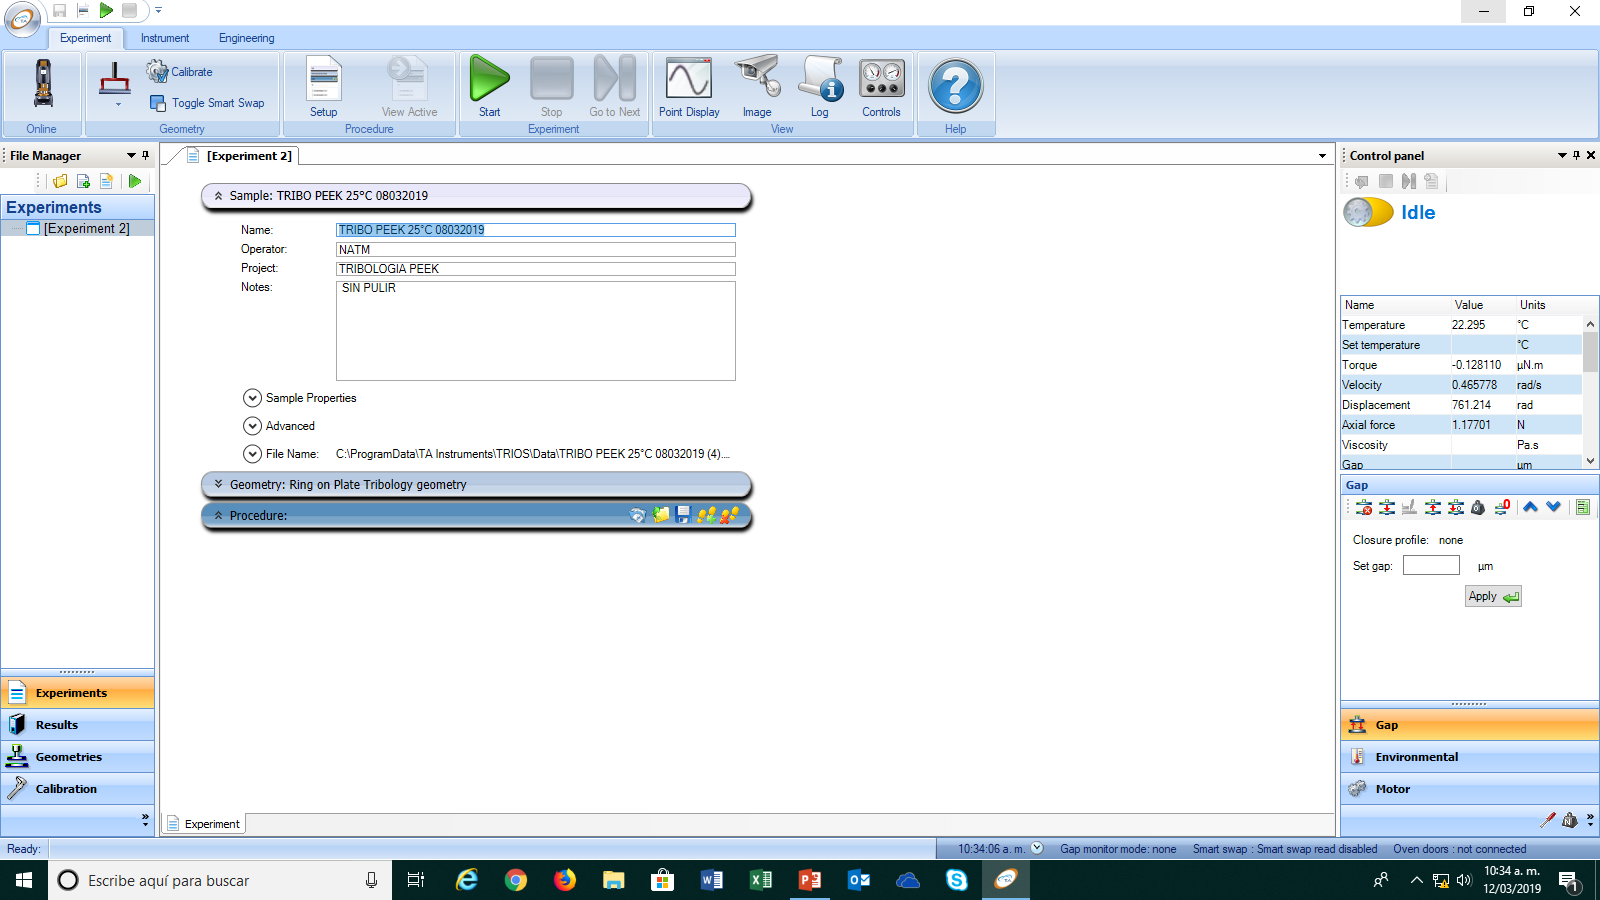 Experiment Instrument Engineering
Calibrate
Toggle Smart Swap
Setup View Active Start Stop Go to Next Point Display Image Log Controls
Online Geometry Procedure Experiment View Help
File Manager
[Experiment 2]
Control panel
Experiments
[Experiment 2]
Sample: TRIBO PEEK 25°C 08032019
Name: TRIBO PEEK 25°C 08032019
Operator: NATM
Project: TRIBOLOGIA PEEK
Notes: SIN PULIR
Sample Properties
Advanced
File Name: C:\ProgramData\TA Instruments\TRIOS\Data\TRIBO PEEK 25°C 08032019 (4)....
Geometry: Ring on Plate Tribology geometry
Procedure:
Idle
Name Value Units
Temperature 22.295 °C
Set temperature °C
Torque -0.128110 µN.m
Velocity 0.465778 rad/s
Displacement 761.214 rad
Axial force 1.17701 N
Viscosity Pa.s
Gap µm
Gap
Closure profile: none
Set gap: µm
Apply
Experiments
Results
Geometries
Calibration
Gap
Environmental
Motor
Experiment
Ready: 10:34:06 a. m. Gap monitor mode: none Smart swap : Smart swap read disabled Oven doors : not connected
Escribe aquí para buscar
10:34 a. m.
12/03/2019
1